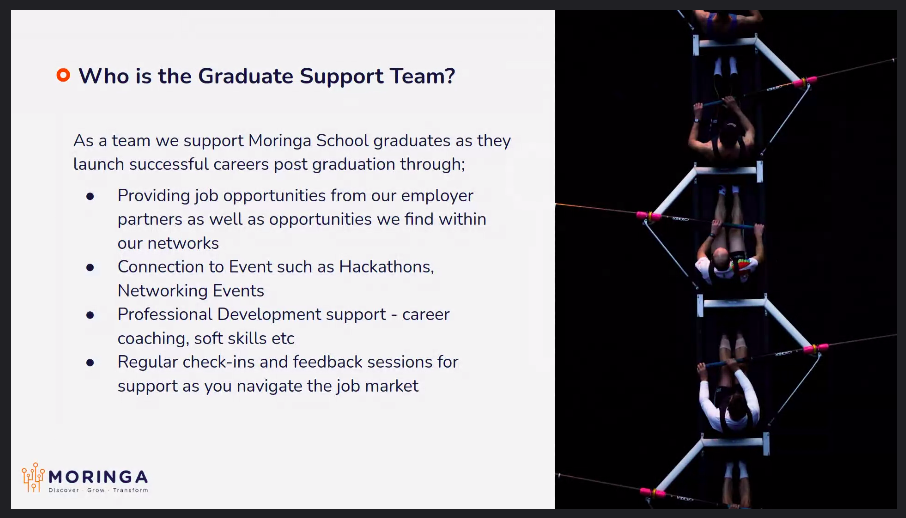 Who is the Graduate Support Team?
As a team we support Moringa School graduates as they
launch successful careers post graduation through;
● Providing job opportunities from our employer
partners as well as opportunities we find within
our networks
● Connection to Event such as Hackathons,
Networking Events
● Professional Development support - career
coaching, soft skills etc
● Regular check-ins and feedback sessions for
support as you navigate the job market
MORINGA
Discover · Grow · Transform